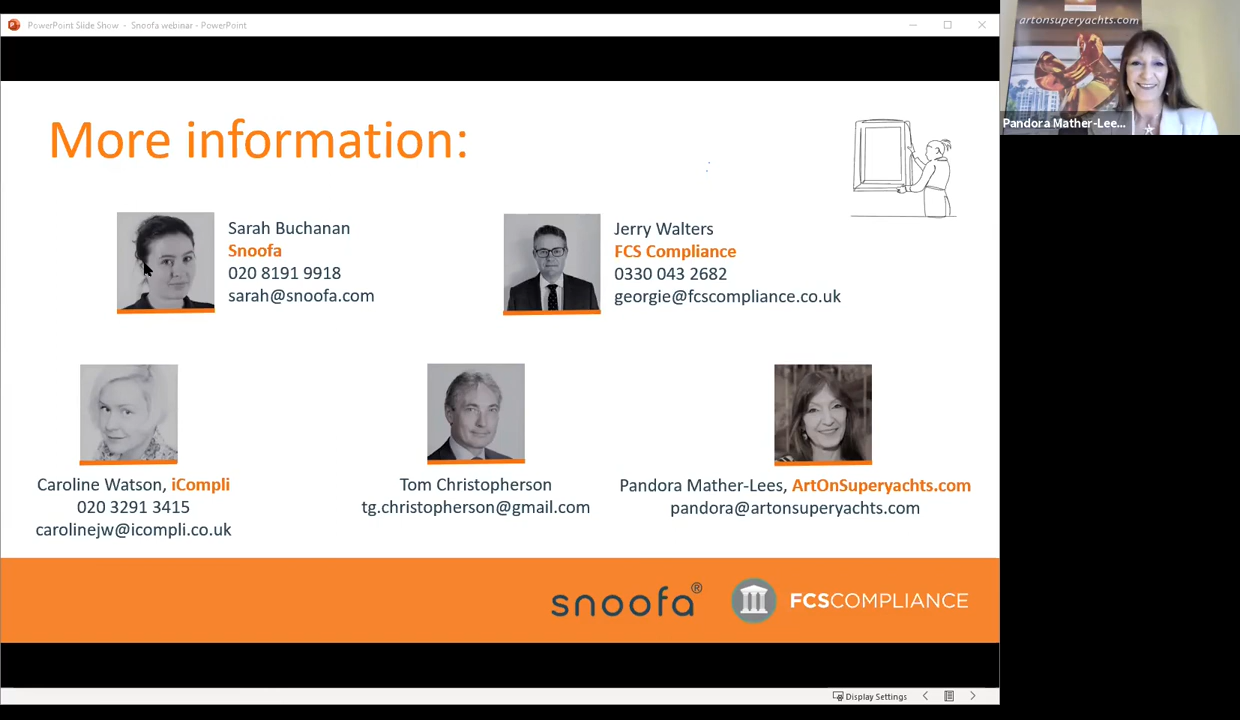 PowerPoint Slide Show - Snoofa webinar - PowerPoint
artonsuperyachts.com
Pandora Mather-Lee...
More information:
Sarah Buchanan
Snoofa
020 8191 9918
sarah@snoofa.com
Jerry Walters
FCS Compliance
0330 043 2682
georgie@fcscompliance.co.uk
Caroline Watson, iCompli
020 3291 3415
carolinejw@icompli.co.uk
Tom Christopherson
tg.christopherson@gmail.com
Pandora Mather-Lees, ArtOnSuperyachts.com
pandora@artonsuperyachts.com
snoofa®
FCSCOMPLIANCE
Display Settings